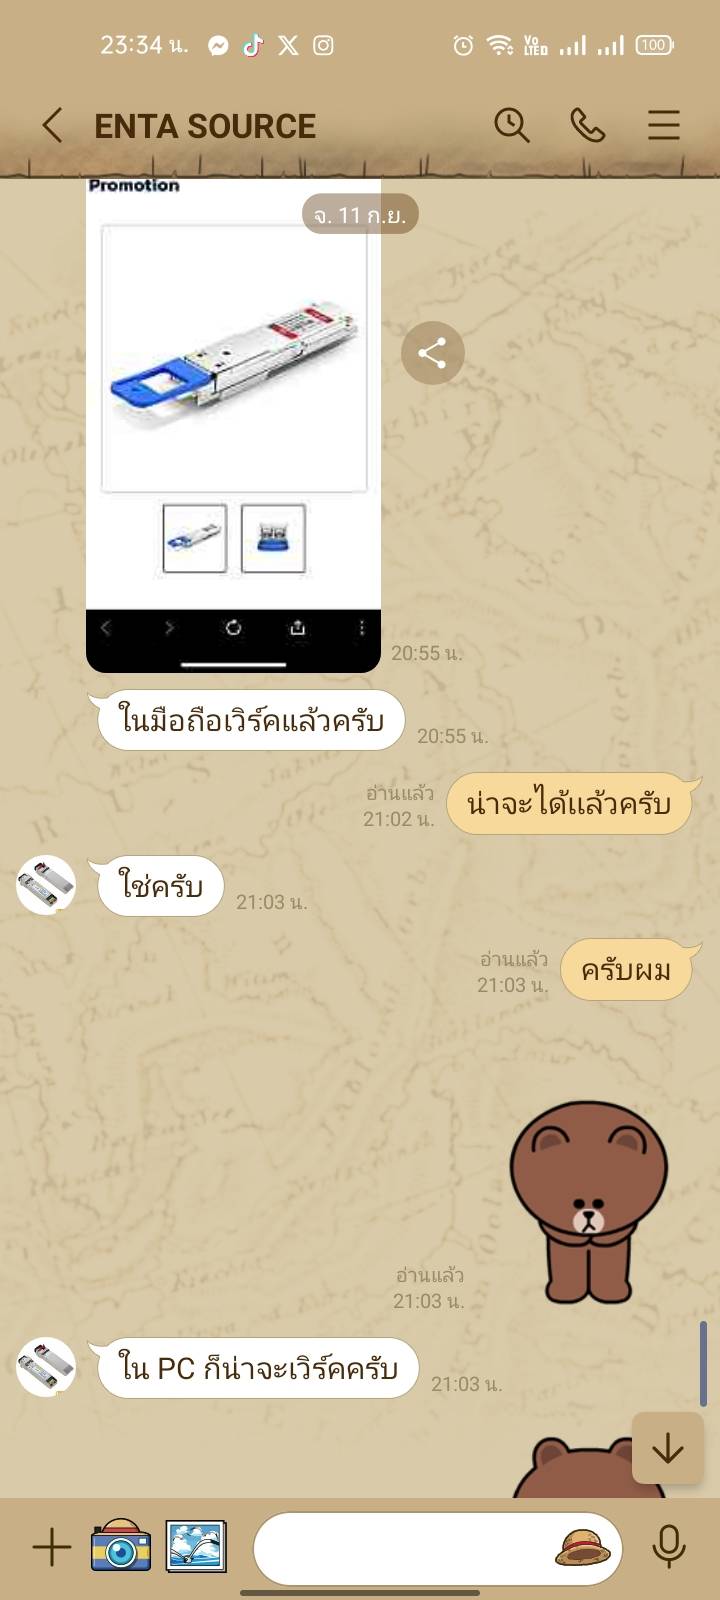 23:34 น.
Vo
LTED
100
ENTA SOURCE
Promotion
จ. 11 ก.ย.
20:55 น.
ในมือถือเวิร์คแล้วครับ
20:55 น.
อ่านแล้ว
21:02 น.
น่าจะได้แล้วครับ
ใช่ครับ
21:03 น.
อ่านแล้ว
21:03 น.
ครับผม
อ่านแล้ว
21:03 น.
ใน PC ก็น่าจะเวิร์คครับ
21:03 น.